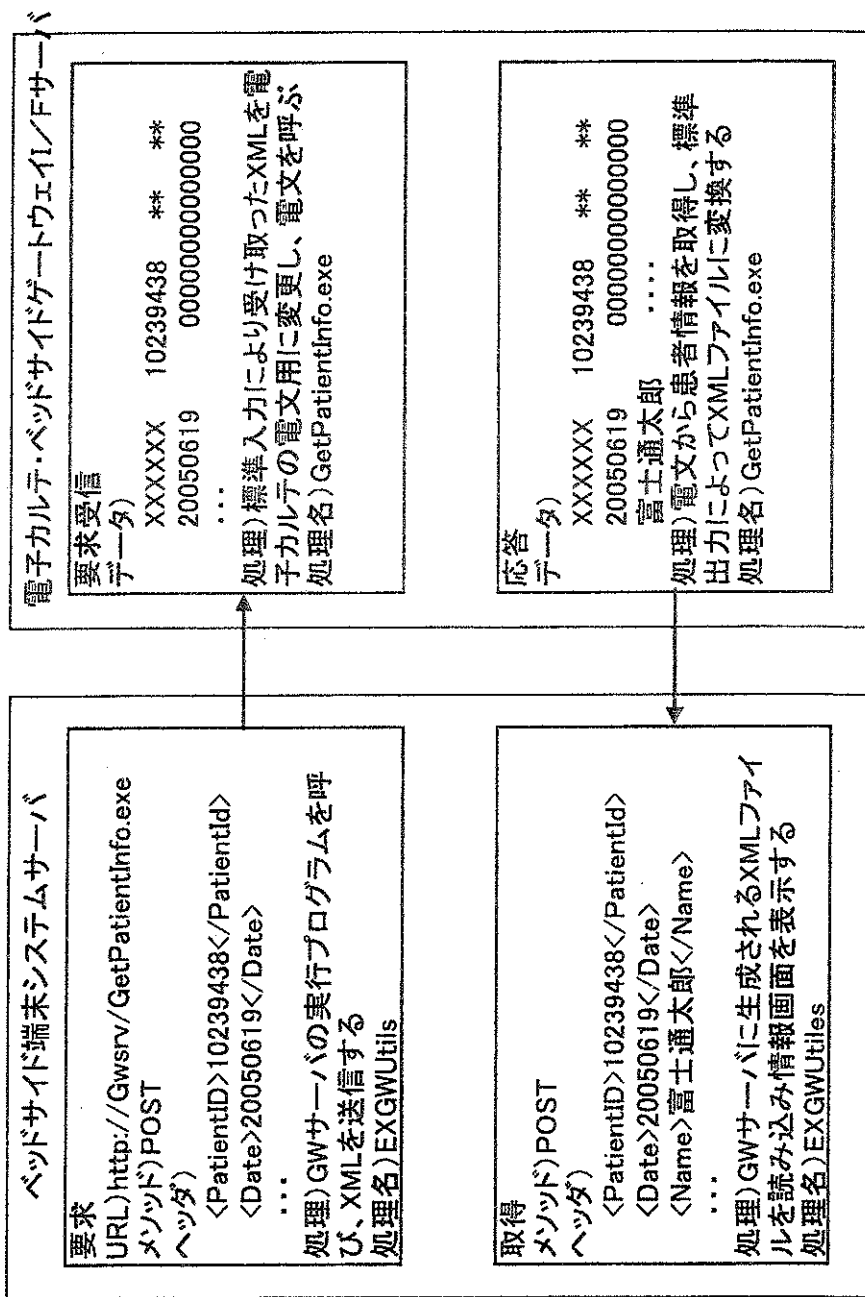 ベッドサイド端末システムサーバ
要求
URL)http://Gwsrv/GetPatientInfo.exe
メソッド)POST
ヘッダ)
<PatientID>10239438</PatientId>
<Date>20050619</Date>
・・・
処理)GWサーバの実行プログラムを呼
び、XMLを送信する
処理名)EXGWUtils
取得
メソッド)POST
ヘッダ)
<PatientID>10239438</PatientId>
<Date>20050619</Date>
<Name>富士通太郎</Name>
・・・
処理)GWサーバに生成されるXMLファイ
ルを読み込み情報画面を表示する
処理名)EXGWUtiles
電子カルテ・ベッドサイドゲートウェイI/Fサーバ
要求受信
データ)
XXXXXX 10239438 ** **
20050619 0000000000000
・・・
処理)標準入力により受け取ったXMLを電
子カルテの電文用に変更し、電文を呼ぶ
処理名)GetPatientInfo.exe
応答
データ)
XXXXXX 10239438 ** **
20050619 0000000000000
富士通太郎 ・・・・
処理)電文から患者情報を取得し、標準
出力によってXMLファイルに変換する
処理名)GetPatientInfo.exe